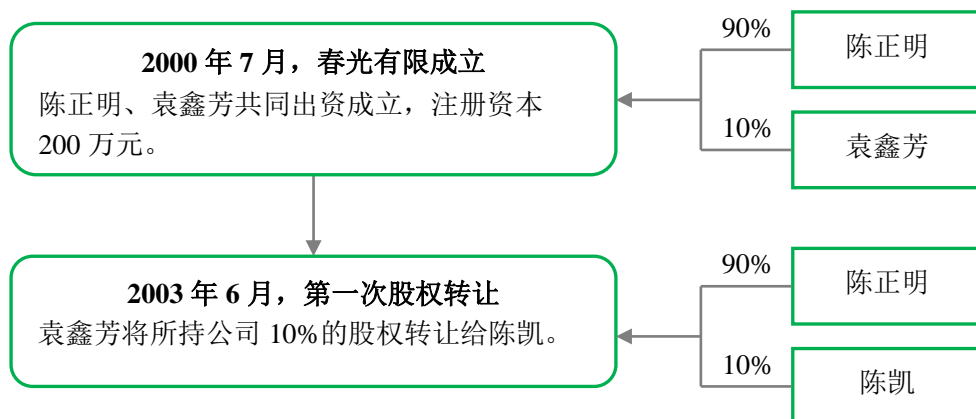 2000 年 7 月，春光有限成立
陈正明、袁鑫芳共同出资成立，注册资本
200 万元。
90%
陈正明
10%
袁鑫芳
2003 年 6 月，第一次股权转让
袁鑫芳将所持公司 10%的股权转让给陈凯。
90%
陈正明
10%
陈凯